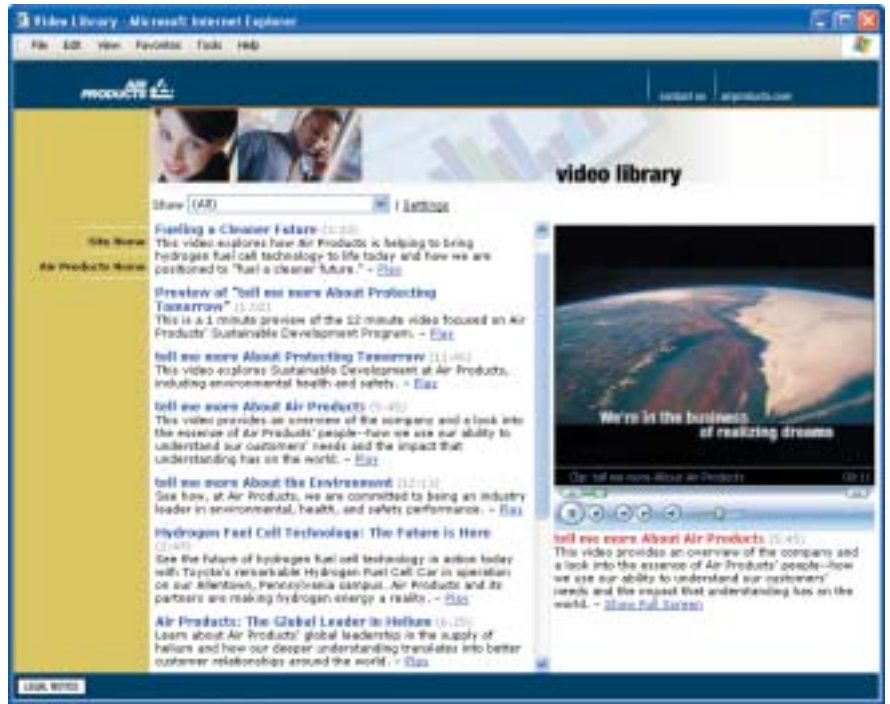 Video Library - Microsoft Internet Explorer
File Edit View Favorites Tools Help
AIR
PRODUCTS
contact us airproducts.com
video library
Show (All) | Settings
Site Home
Air Products Home
Fueling a Cleaner Future
This video explores how Air Products is helping to bring
hydrogen fuel cell technology to life today and how we are
positioned to "fuel a cleaner future." - Play
Preview of "tell me more About Protecting
Tomorrow"
This is a 1 minute preview of the 12 minute video focused on Air
Products' Sustainable Development Program. - Play
tell me more About Protecting Tomorrow
This video explores Sustainable Development at Air Products,
including environmental health and safety. - Play
tell me more About Air Products (5:45)
This video provides an overview of the company and a look into
the essence of Air Products' people--how we use our ability to
understand our customers' needs and the impact that
understanding has on the world. - Play
tell me more About the Environment
See how, at Air Products, we are committed to being an industry
leader in environmental, health, and safety performance. - Play
Hydrogen Fuel Cell Technology: The Future is Here
See the future of hydrogen fuel cell technology in action today
with Toyota's remarkable Hydrogen Fuel Cell Car in operation
on our Allentown, Pennsylvania campus. Air Products and its
partners are making hydrogen energy a reality. - Play
Air Products: The Global Leader in Helium
Learn about Air Products' global leadership in the supply of
helium and how our deeper understanding translates into better
customer relationships around the world. - Play
We're in the business
of realizing dreams
Clip: tell me more About Air Products
tell me more About Air Products (5:45)
This video provides an overview of the company and
a look into the essence of Air Products' people--how
we use our ability to understand our customers'
needs and the impact that understanding has on the
world. - Show Full Screen
LEGAL NOTICE